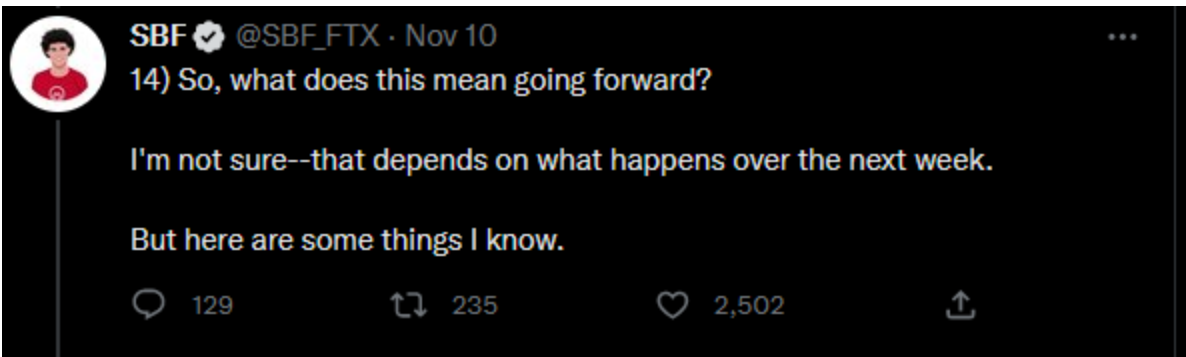 SBF @SBF_FTX · Nov 10
14) So, what does this mean going forward?
I'm not sure--that depends on what happens over the next week.
But here are some things I know.
129 235 2,502